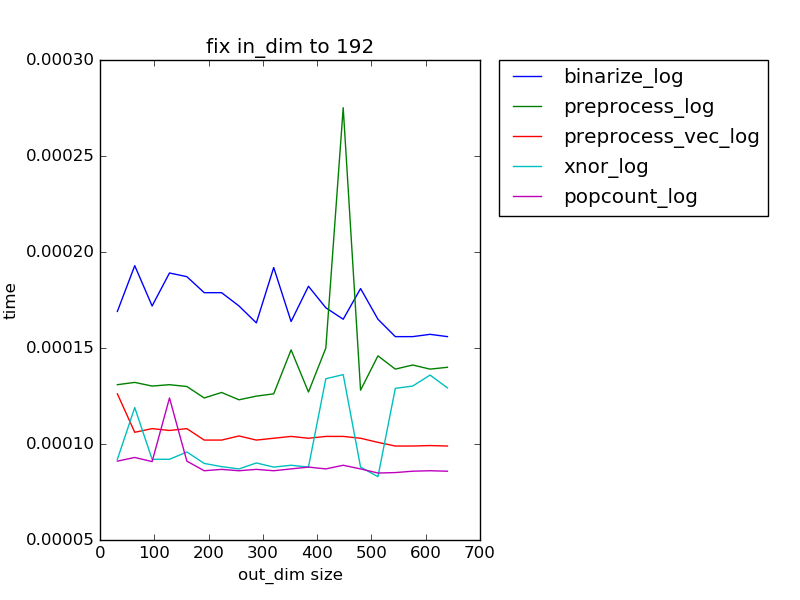 fix in_dim to 192
0.00030
0.00025
0.00020
0.00015
0.00010
0.00005
time
0 100 200 300 400 500 600 700
out_dim size
binarize_log
preprocess_log
preprocess_vec_log
xnor_log
popcount_log